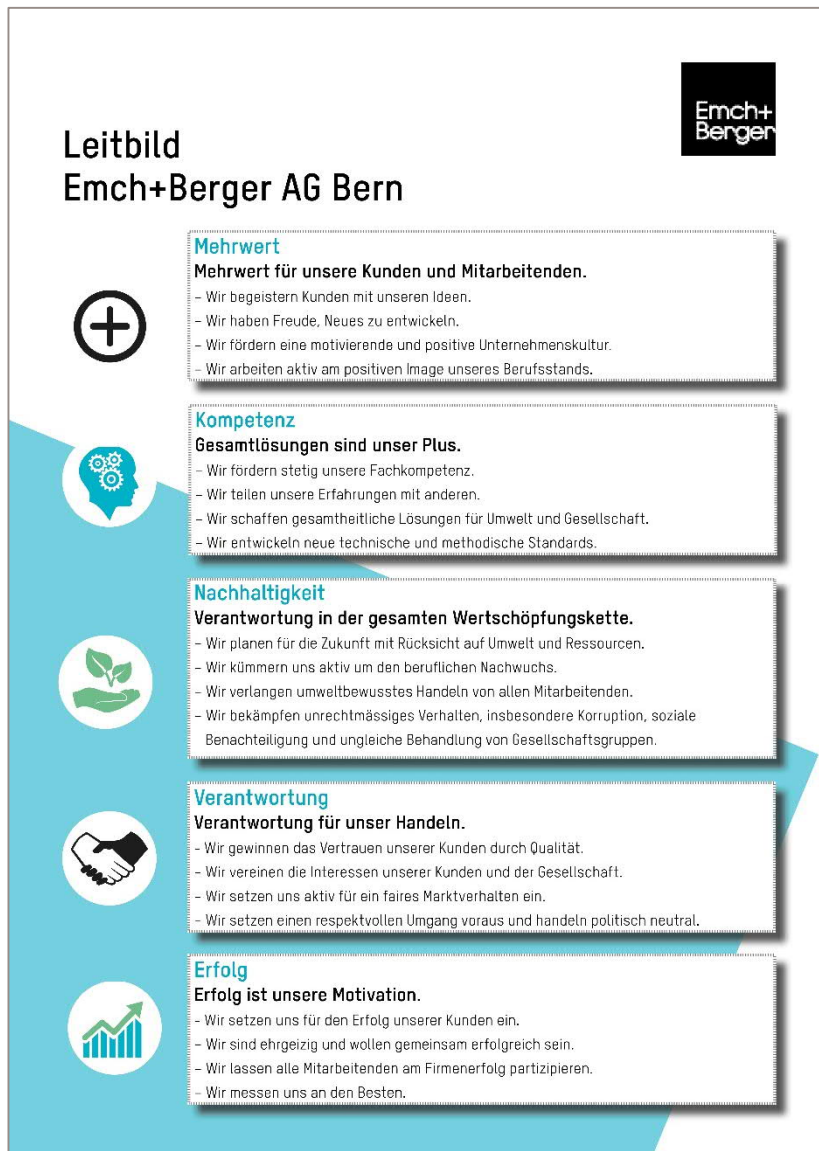 Emch+
Berger
Leitbild
Emch+Berger AG Bern
Mehrwert
Mehrwert für unsere Kunden und Mitarbeitenden.
– Wir begeistern Kunden mit unseren Ideen.
– Wir haben Freude, Neues zu entwickeln.
– Wir fördern eine motivierende und positive Unternehmenskultur.
– Wir arbeiten aktiv am positiven Image unseres Berufsstands.
Kompetenz
Gesamtlösungen sind unser Plus.
– Wir fördern stetig unsere Fachkompetenz.
– Wir teilen unsere Erfahrungen mit anderen.
– Wir schaffen gesamtheitliche Lösungen für Umwelt und Gesellschaft.
– Wir entwickeln neue technische und methodische Standards.
Nachhaltigkeit
Verantwortung in der gesamten Wertschöpfungskette.
– Wir planen für die Zukunft mit Rücksicht auf Umwelt und Ressourcen.
– Wir kümmern uns aktiv um den beruflichen Nachwuchs.
– Wir verlangen umweltbewusstes Handeln von allen Mitarbeitenden.
– Wir bekämpfen unrechtmässiges Verhalten, insbesondere Korruption, soziale
Benachteiligung und ungleiche Behandlung von Gesellschaftsgruppen.
Verantwortung
Verantwortung für unser Handeln.
- Wir gewinnen das Vertrauen unserer Kunden durch Qualität.
– Wir vereinen die Interessen unserer Kunden und der Gesellschaft.
– Wir setzen uns aktiv für ein faires Marktverhalten ein.
– Wir setzen einen respektvollen Umgang voraus und handeln politisch neutral.
Erfolg
Erfolg ist unsere Motivation.
- Wir setzen uns für den Erfolg unserer Kunden ein.
– Wir sind ehrgeizig und wollen gemeinsam erfolgreich sein.
– Wir lassen alle Mitarbeitenden am Firmenerfolg partizipieren.
– Wir messen uns an den Besten.